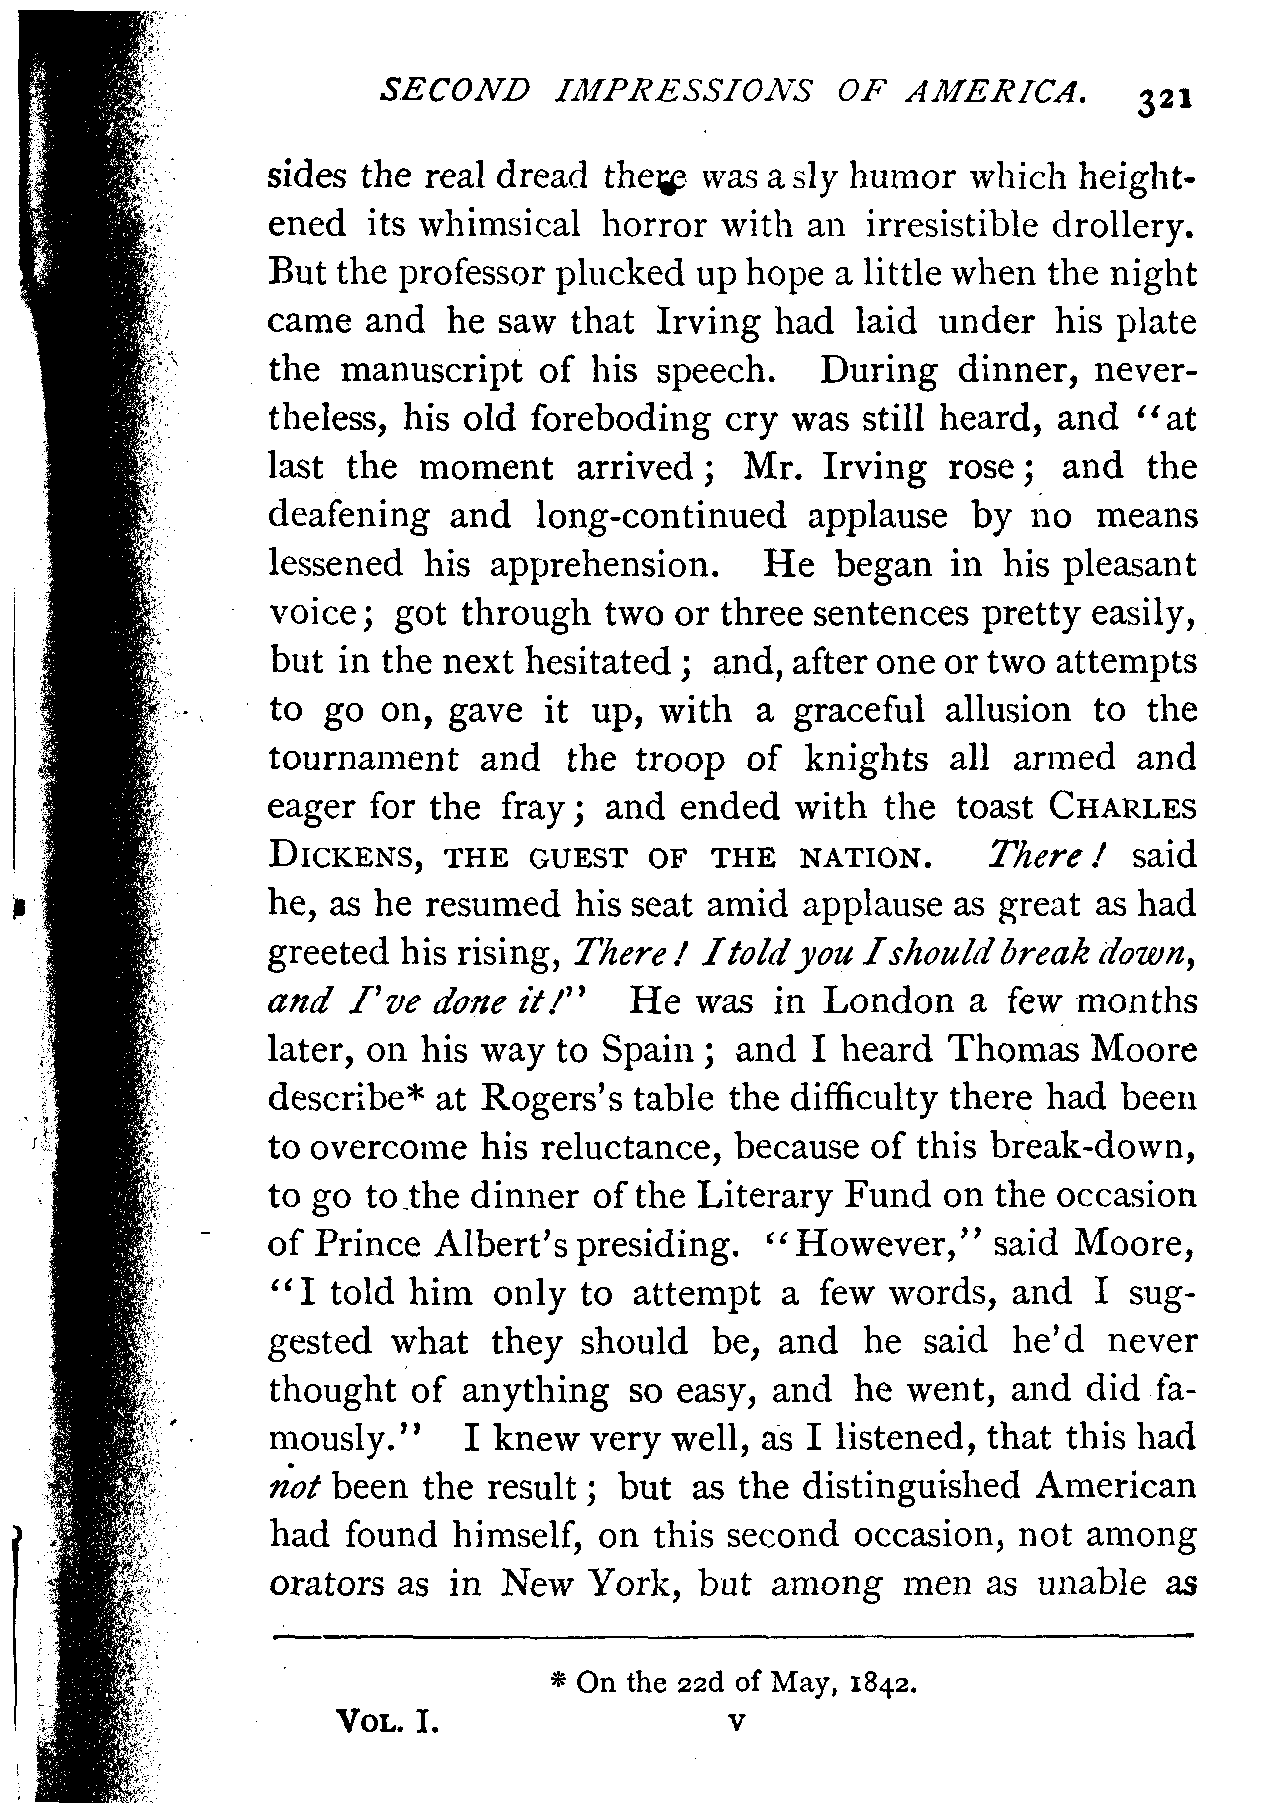 SECOND IMPRESSIONS OF AMERICA. 321
sides the real dread there was a sly humor which height-
ened its whimsical horror with an irresistible drollery.
But the professor plucked up hope a little when the night
came and he saw that Irving had laid under his plate
the manuscript of his speech. During dinner, never-
theless, his old foreboding cry was still heard, and "at
last the moment arrived; Mr. Irving rose; and the
deafening and long-continued applause by no means
lessened his apprehension. He began in his pleasant
voice; got through two or three sentences pretty easily,
but in the next hesitated; and, after one or two attempts
to go on, gave it up, with a graceful allusion to the
tournament and the troop of knights all armed and
eager for the fray; and ended with the toast CHARLES
DICKENS, THE GUEST OF THE NATION. There! said
he, as he resumed his seat amid applause as great as had
greeted his rising, There! I told you I should break down,
and I've done it!" He was in London a few months
later, on his way to Spain; and I heard Thomas Moore
describe* at Rogers's table the difficulty there had been
to overcome his reluctance, because of this break-down,
to go to the dinner of the Literary Fund on the occasion
of Prince Albert's presiding. "However," said Moore,
"I told him only to attempt a few words, and I sug-
gested what they should be, and he said he'd never
thought of anything so easy, and he went, and did fa-
mously." I knew very well, as I listened, that this had
not been the result; but as the distinguished American
had found himself, on this second occasion, not among
orators as in New York, but among men as unable as
* On the 22d of May, 1842.
VOL. I. V